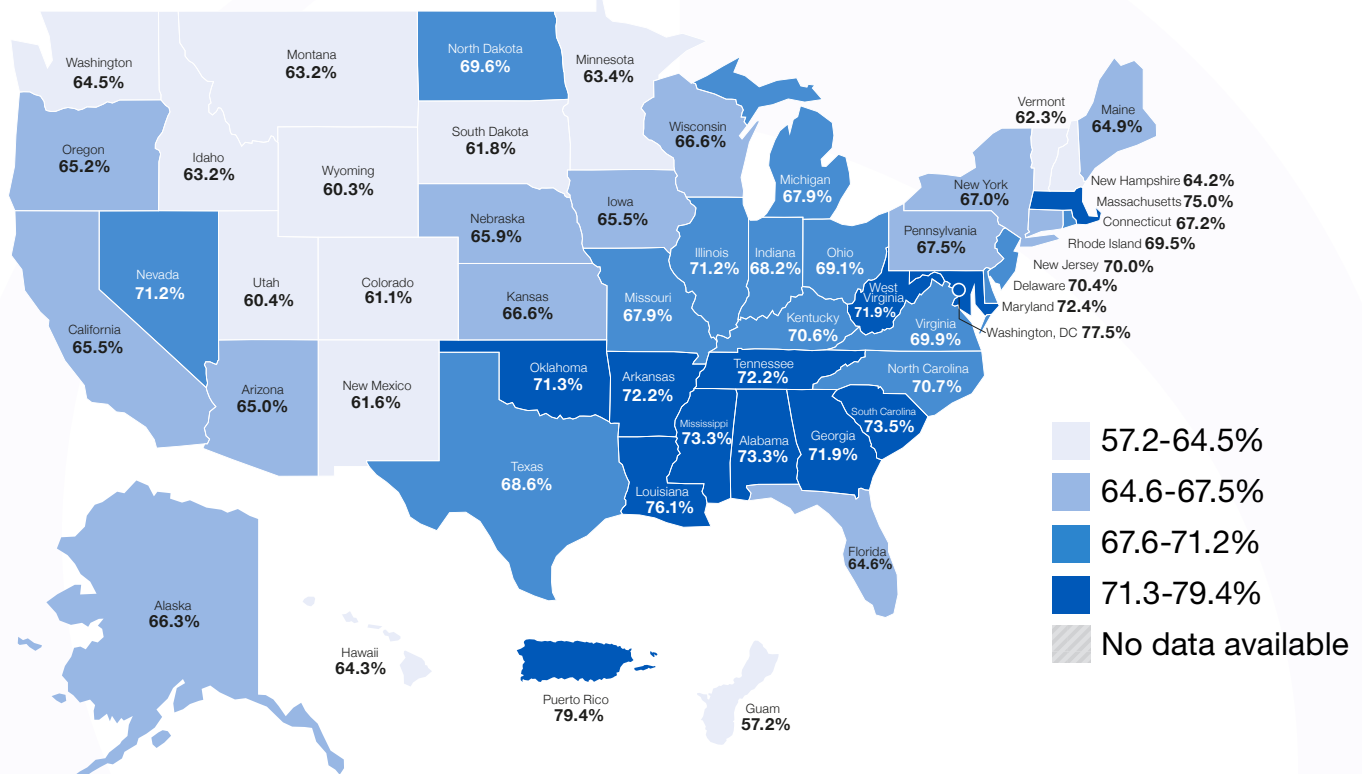 Washington
64.5%
Montana
63.2%
North Dakota
69.6%
Minnesota
63.4%
Vermont
62.3%
Maine
64.9%
Oregon
65.2%
Idaho
63.2%
Wyoming
60.3%
South Dakota
61.8%
Wisconsin
66.6%
Michigan
67.9%
New York
67.0%
New Hampshire 64.2%
Massachusetts 75.0%
Connecticut 67.2%
Rhode Island 69.5%
New Jersey 70.0%
Delaware 70.4%
Maryland 72.4%
Washington, DC 77.5%
Nebraska
65.9%
Iowa
65.5%
Pennsylvania
67.5%
Nevada
71.2%
Utah
60.4%
Colorado
61.1%
Kansas
66.6%
Missouri
67.9%
Illinois
71.2%
Indiana
68.2%
Ohio
69.1%
West
Virginia
71.9%
Kentucky
70.6%
Virginia
69.9%
California
65.5%
Arizona
65.0%
New Mexico
61.6%
Oklahoma
71.3%
Arkansas
72.2%
Tennessee
72.2%
North Carolina
70.7%
South Carolina
73.5%
Mississippi
73.3%
Alabama
73.3%
Georgia
71.9%
Texas
68.6%
Louisiana
76.1%
Florida
64.6%
Alaska
66.3%
Hawaii
64.3%
Puerto Rico
79.4%
Guam
57.2%
57.2-64.5%
64.6-67.5%
67.6-71.2%
71.3-79.4%
No data available